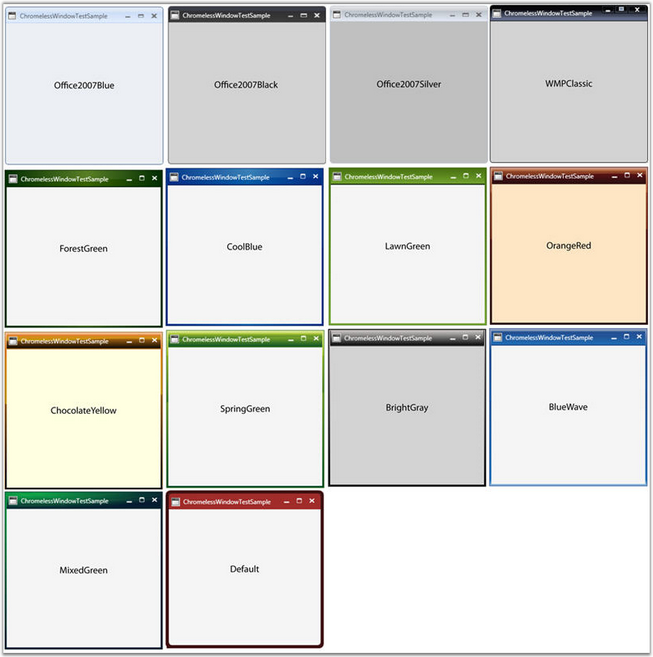 ChromelessWindowTestSample
ChromelessWindowTestSample
ChromelessWindowTestSample
ChromelessWindowTestSample
Office2007Blue
Office2007Black
Office2007Silver
WMPClassic
ChromelessWindowTestSample
ChromelessWindowTestSample
ChromelessWindowTestSample
ChromelessWindowTestSample
ForestGreen
CoolBlue
LawnGreen
OrangeRed
ChromelessWindowTestSample
ChromelessWindowTestSample
ChromelessWindowTestSample
ChromelessWindowTestSample
ChocolateYellow
SpringGreen
BrightGray
BlueWave
ChromelessWindowTestSample
ChromelessWindowTestSample
MixedGreen
Default